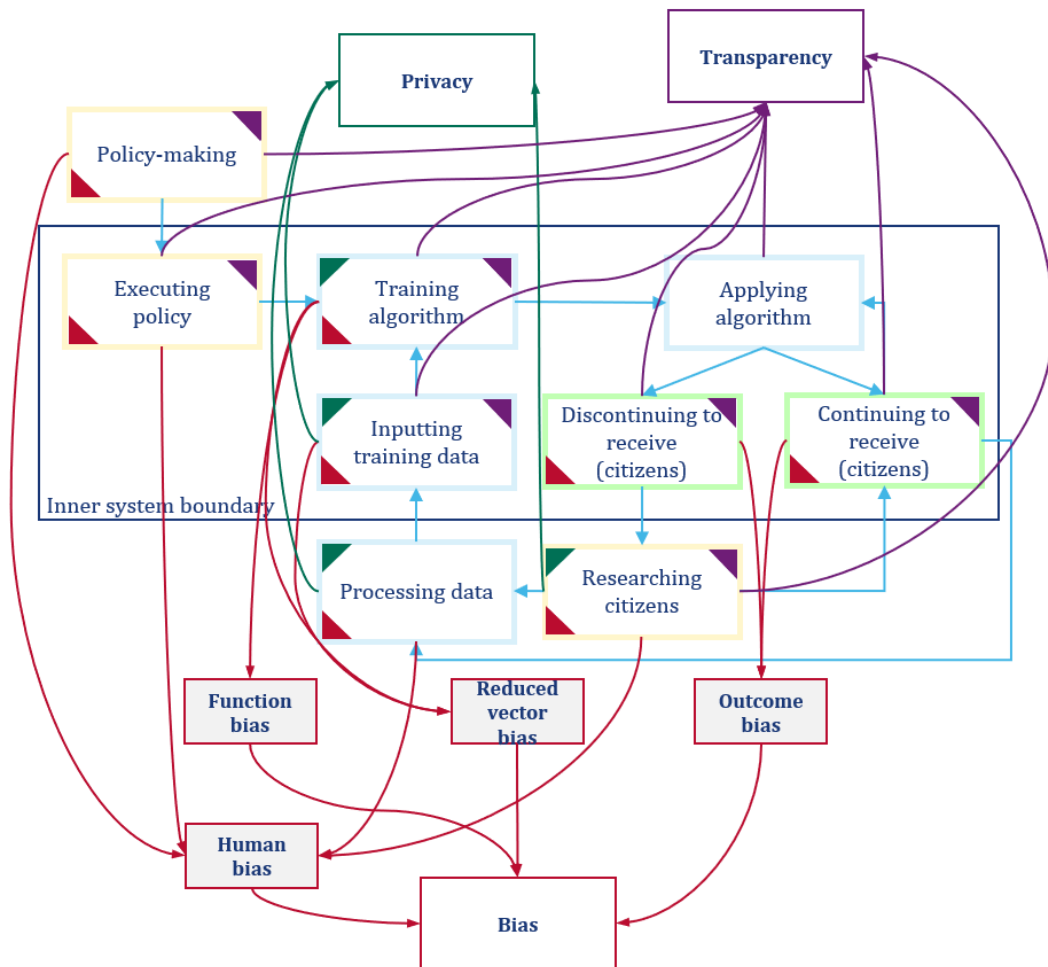 Privacy
Transparency
Policy-making
Executing
policy
Training
algorithm
Applying
algorithm
Inputting
training data
Discontinuing to
receive
(citizens)
Continuing to
receive
(citizens)
Inner system boundary
Processing data
Researching
citizens
Function
bias
Reduced
vector
bias
Outcome
bias
Human
bias
Bias